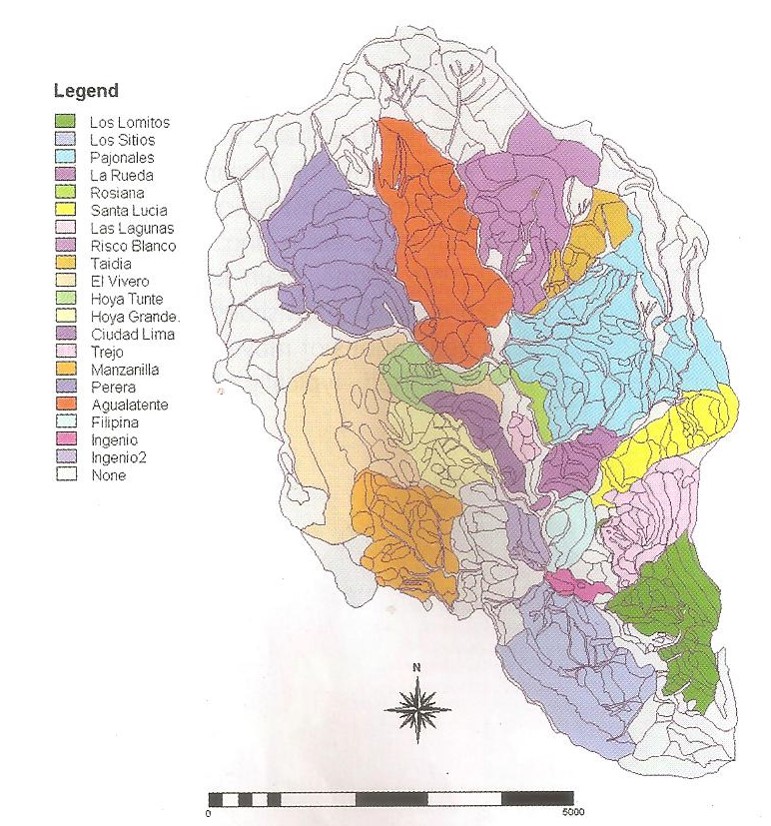 Legend
Los Lomitos
Los Sitios
Pajonales
La Rueda
Rosiana
Santa Lucia
Las Lagunas
Risco Blanco
Taidia
El Vivero
Hoya Tunte
Hoya Grande.
Ciudad Lima
Trejo
Manzanilla
Perera
Agualatente
Filipina
Ingenio
Ingenio2
None
N
0 5000